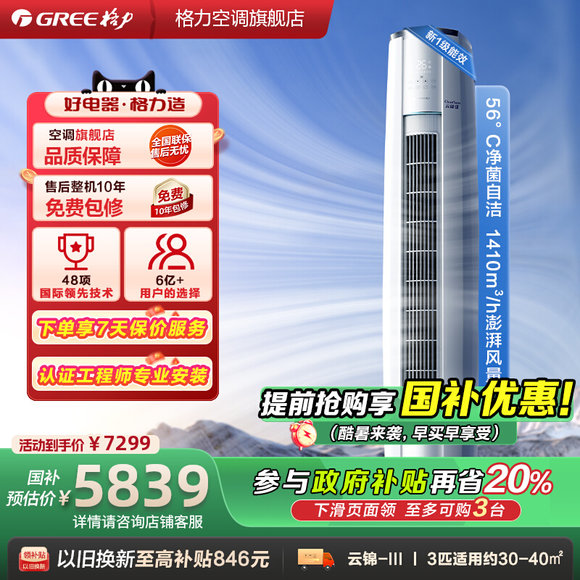 GREE 格力
格力空调旗舰店
好电器·格力造
空调旗舰店
品质保障
全国联保
售后无忧
售后整机10年
免费包修
免费
10年包修
48项
国际领先技术
6亿+
用户的选择
下单享7天保价服务
认证工程师专业安装
新1级能效
56°C净菌自洁 1410m³/h澎湃风量
提前抢购享 国补优惠!
(酷暑来袭,早买早享受)
活动到手价 ¥7299
国补
预估价 ¥5839
详情请咨询店铺客服
参与政府补贴再省20%
下滑页面领 至多可购3台
领补贴
以旧换新至高补贴846元
云锦-III | 3匹适用约30-40㎡